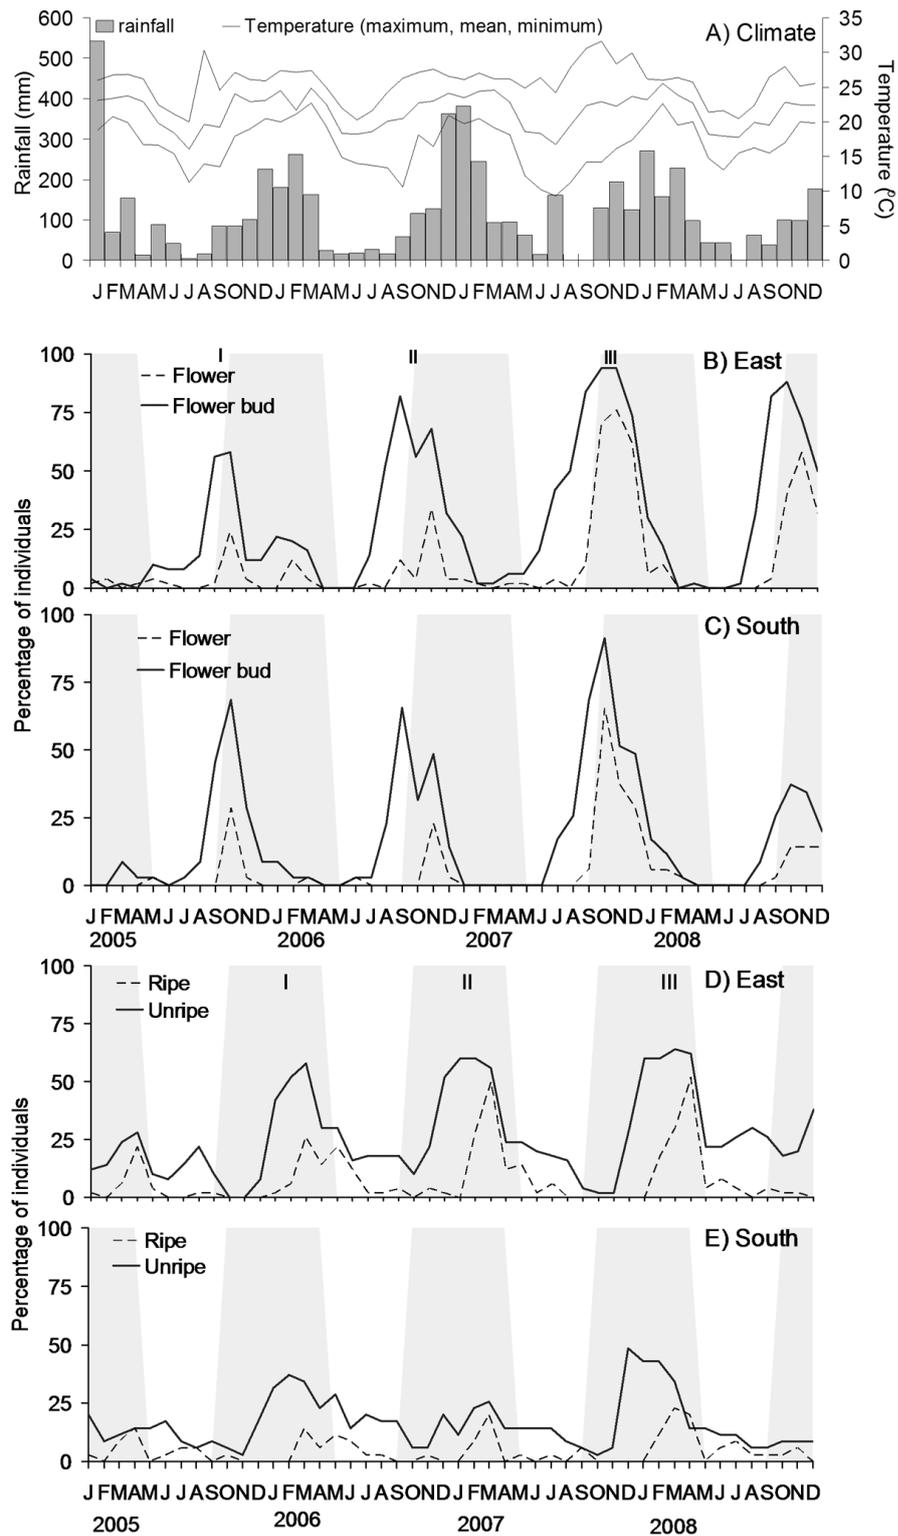 600
500
400
300
200
100
0
Rainfall (mm)
rainfall
Temperature (maximum, mean, minimum)
A) Climate
35
30
25
20
15
10
5
0
Temperature (ºC)
J FMAMJ J ASOND J FMAMJ J ASOND J FMAMJ J ASOND J FMAMJ J ASOND
I
II
III
B) East
Flower
Flower bud
100
75
50
25
0
Percentage of individuals
C) South
Flower
Flower bud
100
75
50
25
0
J FMAMJ J ASOND J FMAMJ J ASOND J FMAMJ J ASOND J FMAMJ J ASOND
2005 2006 2007 2008
I
II
III
D) East
Ripe
Unripe
100
75
50
25
0
Percentage of individuals
E) South
Ripe
Unripe
100
75
50
25
0
J FMAMJ J ASOND J FMAMJ J ASOND J FMAMJ J ASOND J FMAMJ J ASOND
2005 2006 2007 2008